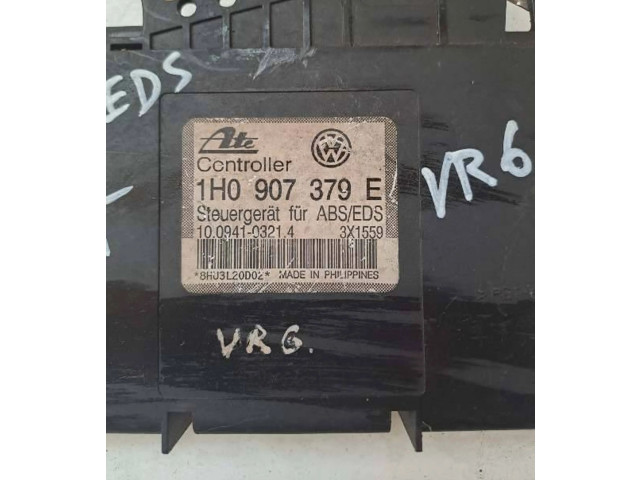 EDS
Ate
Controller
1H0 907 379 E
Steuergerät für ABS/EDS
10.0941-0321.4 3X1559
*8HJ3L20D02* MADE IN PHILIPPINES
VR6
VR6.